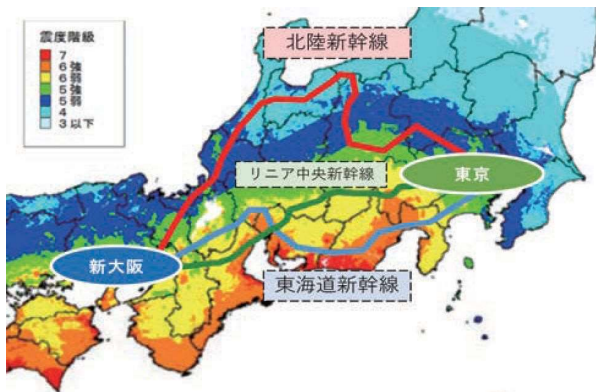 震度階級
7
6強
6弱
5強
5弱
4
3以下
北陸新幹線
リニア中央新幹線
東京
新大阪
東海道新幹線